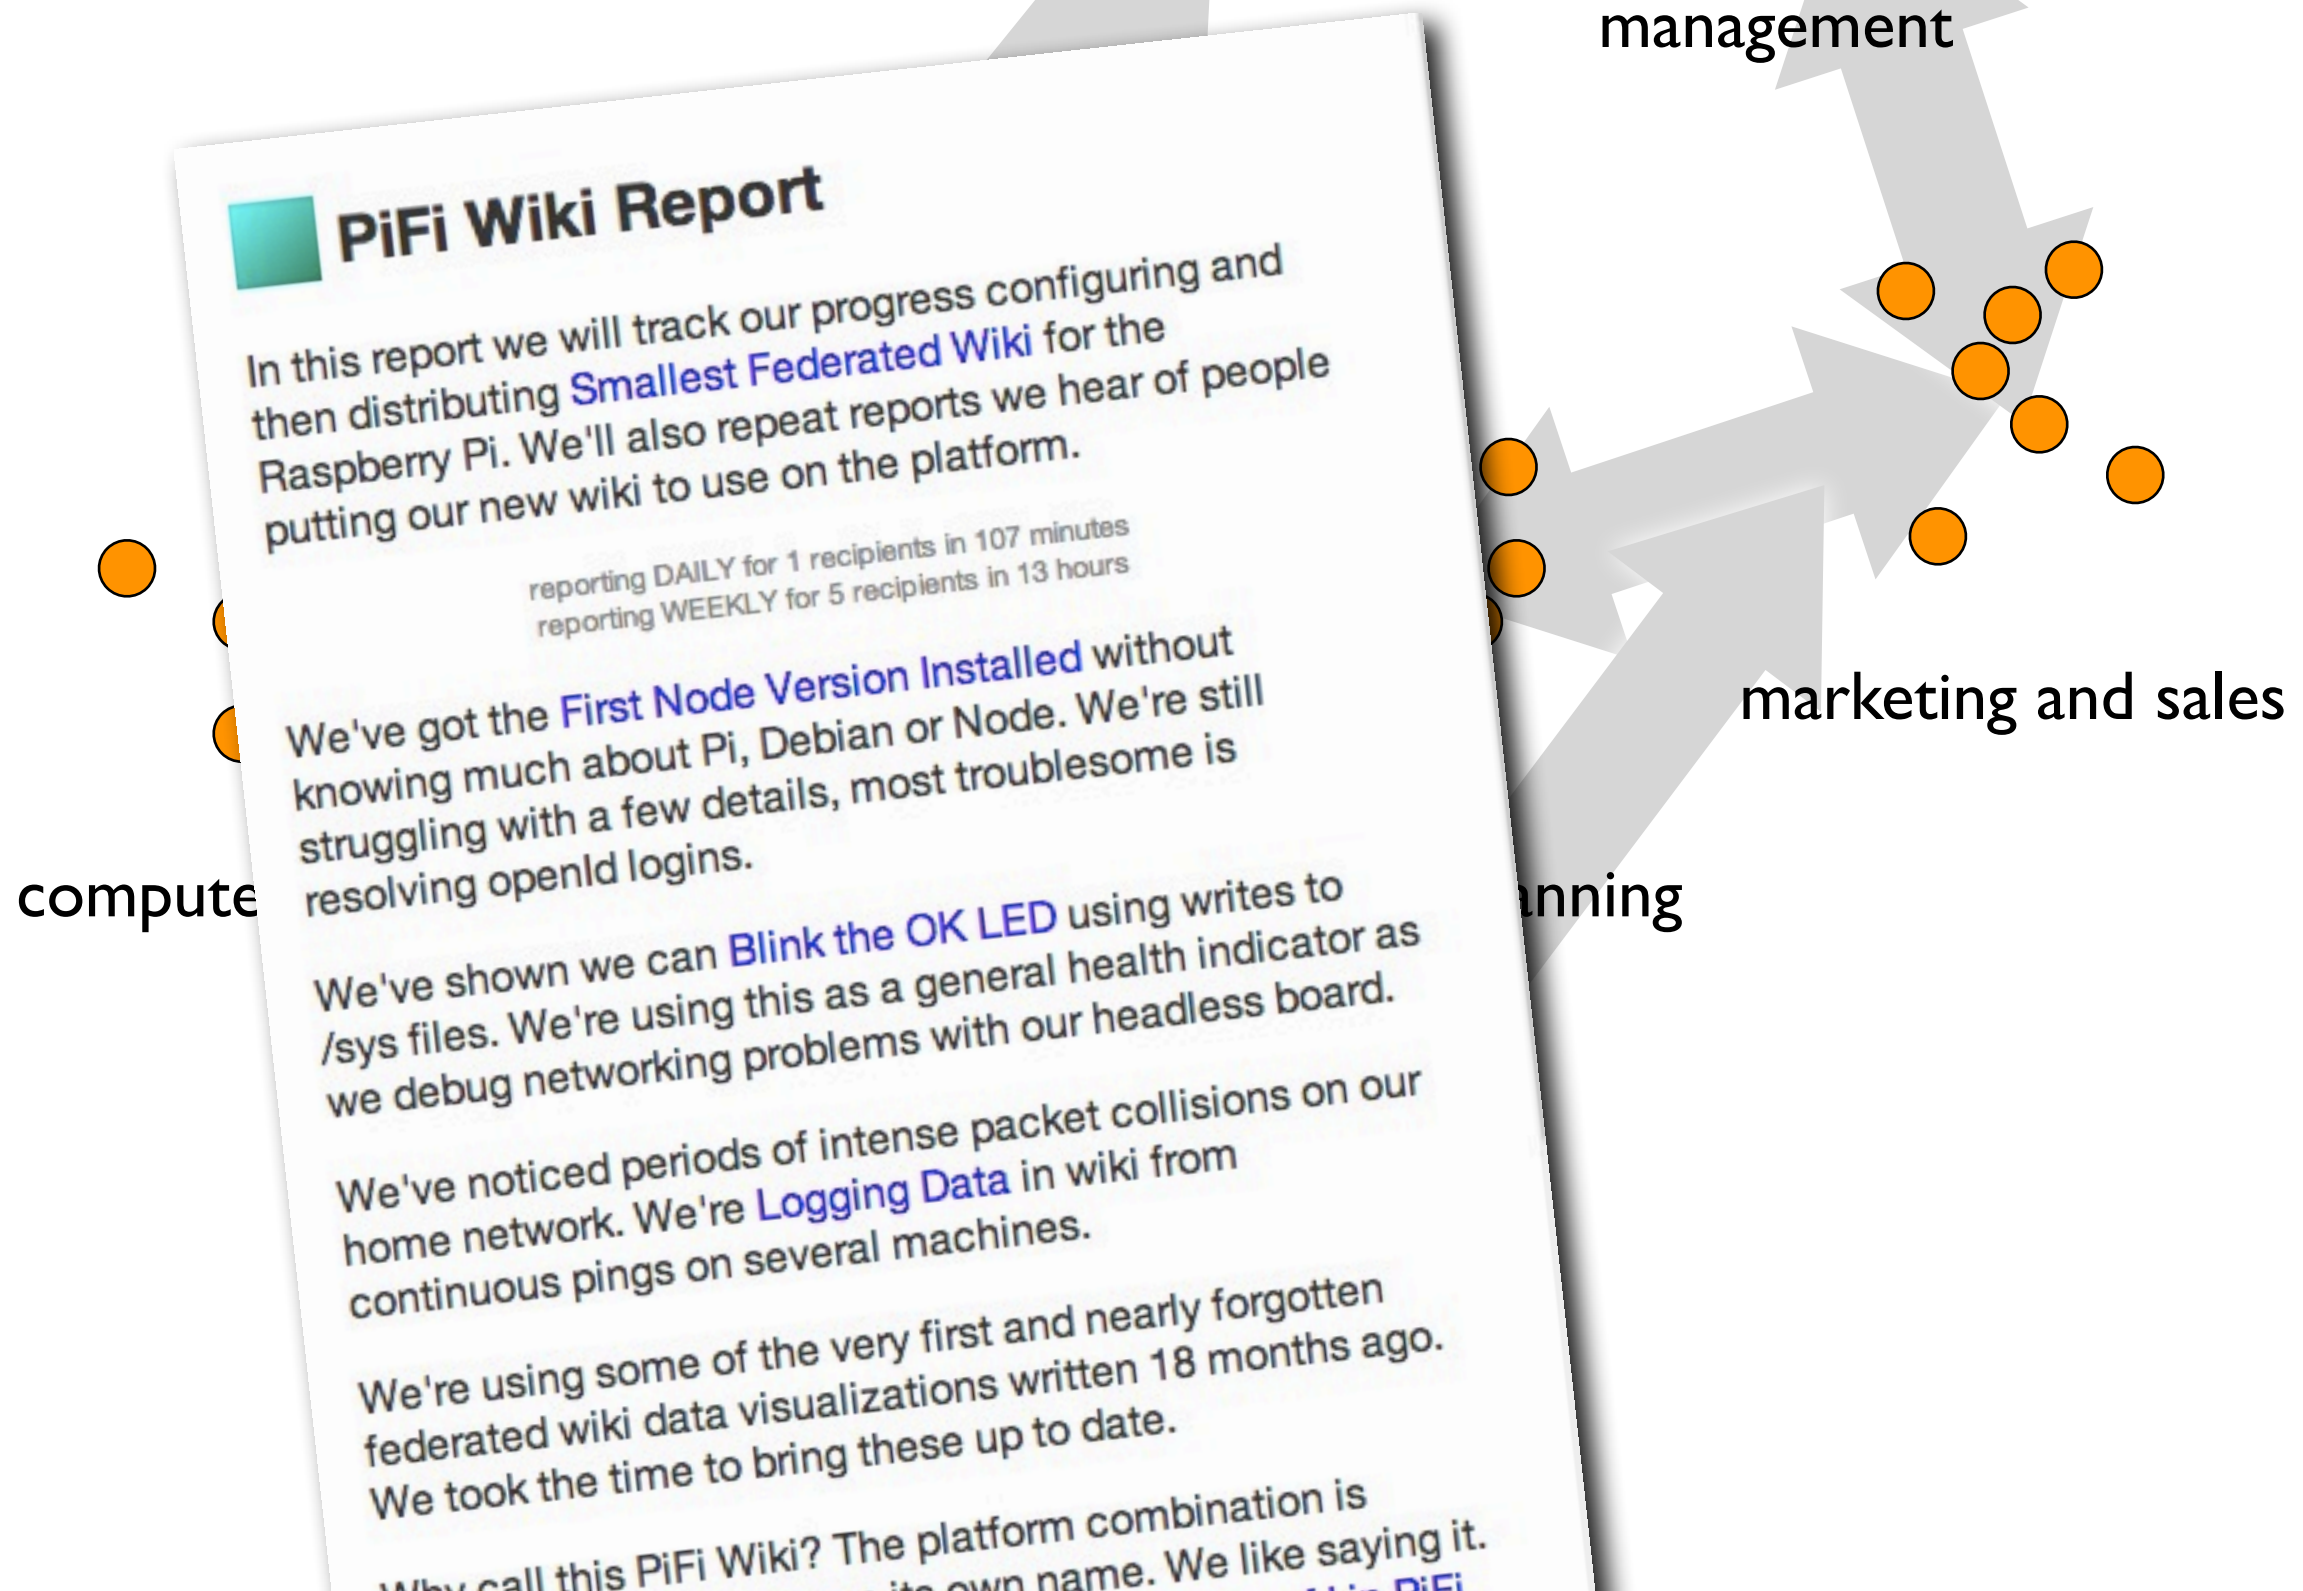 management
PiFi Wiki Report
In this report we will track our progress configuring and
then distributing Smallest Federated Wiki for the
Raspberry Pi. We'll also repeat reports we hear of people
putting our new wiki to use on the platform.
reporting DAILY for 1 recipients in 107 minutes
reporting WEEKLY for 5 recipients in 13 hours
We've got the First Node Version Installed without
knowing much about Pi, Debian or Node. We're still
struggling with a few details, most troublesome is
resolving openId logins.
marketing and sales
compute
anning
We've shown we can Blink the OK LED using writes to
/sys files. We're using this as a general health indicator as
we debug networking problems with our headless board.
We've noticed periods of intense packet collisions on our
home network. We're Logging Data in wiki from
continuous pings on several machines.
We're using some of the very first and nearly forgotten
federated wiki data visualizations written 18 months ago.
We took the time to bring these up to date.
Why call this PiFi Wiki? The platform combination is
its own name. We like saying it.
in PiFi